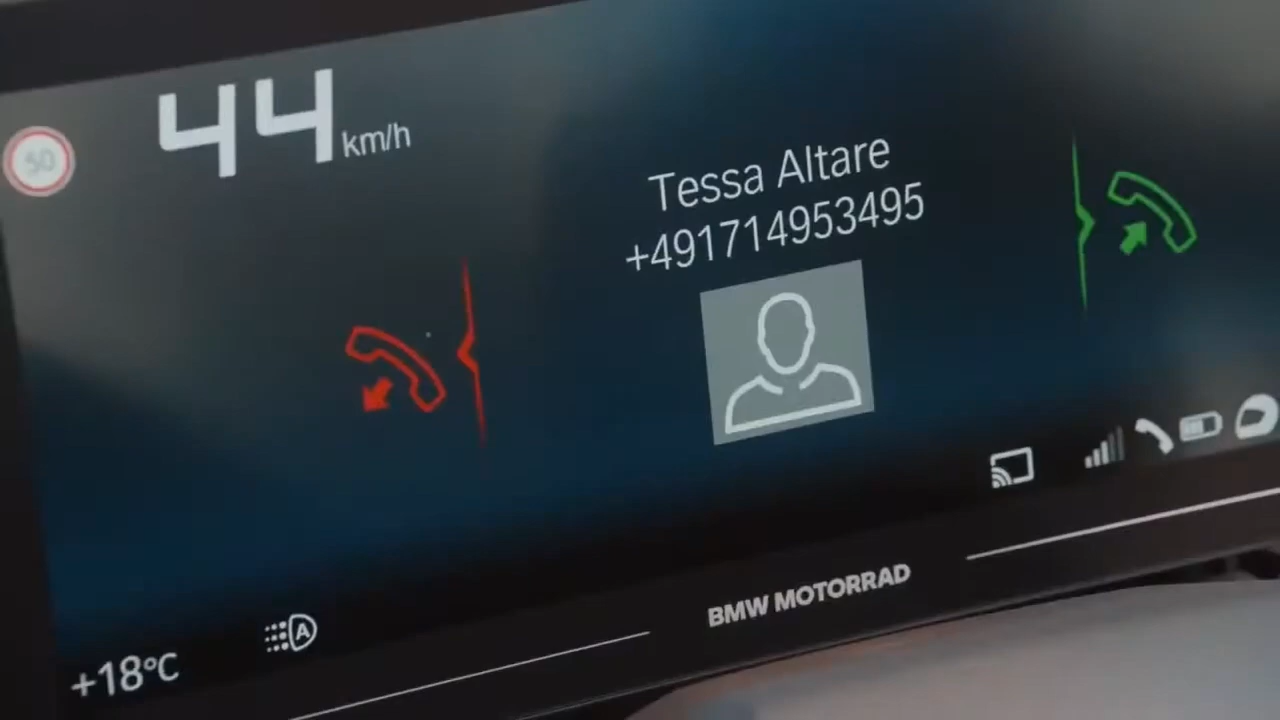 50
44 km/h
Tessa Altare
+491714953495
BMW MOTORRAD
A
+18°C